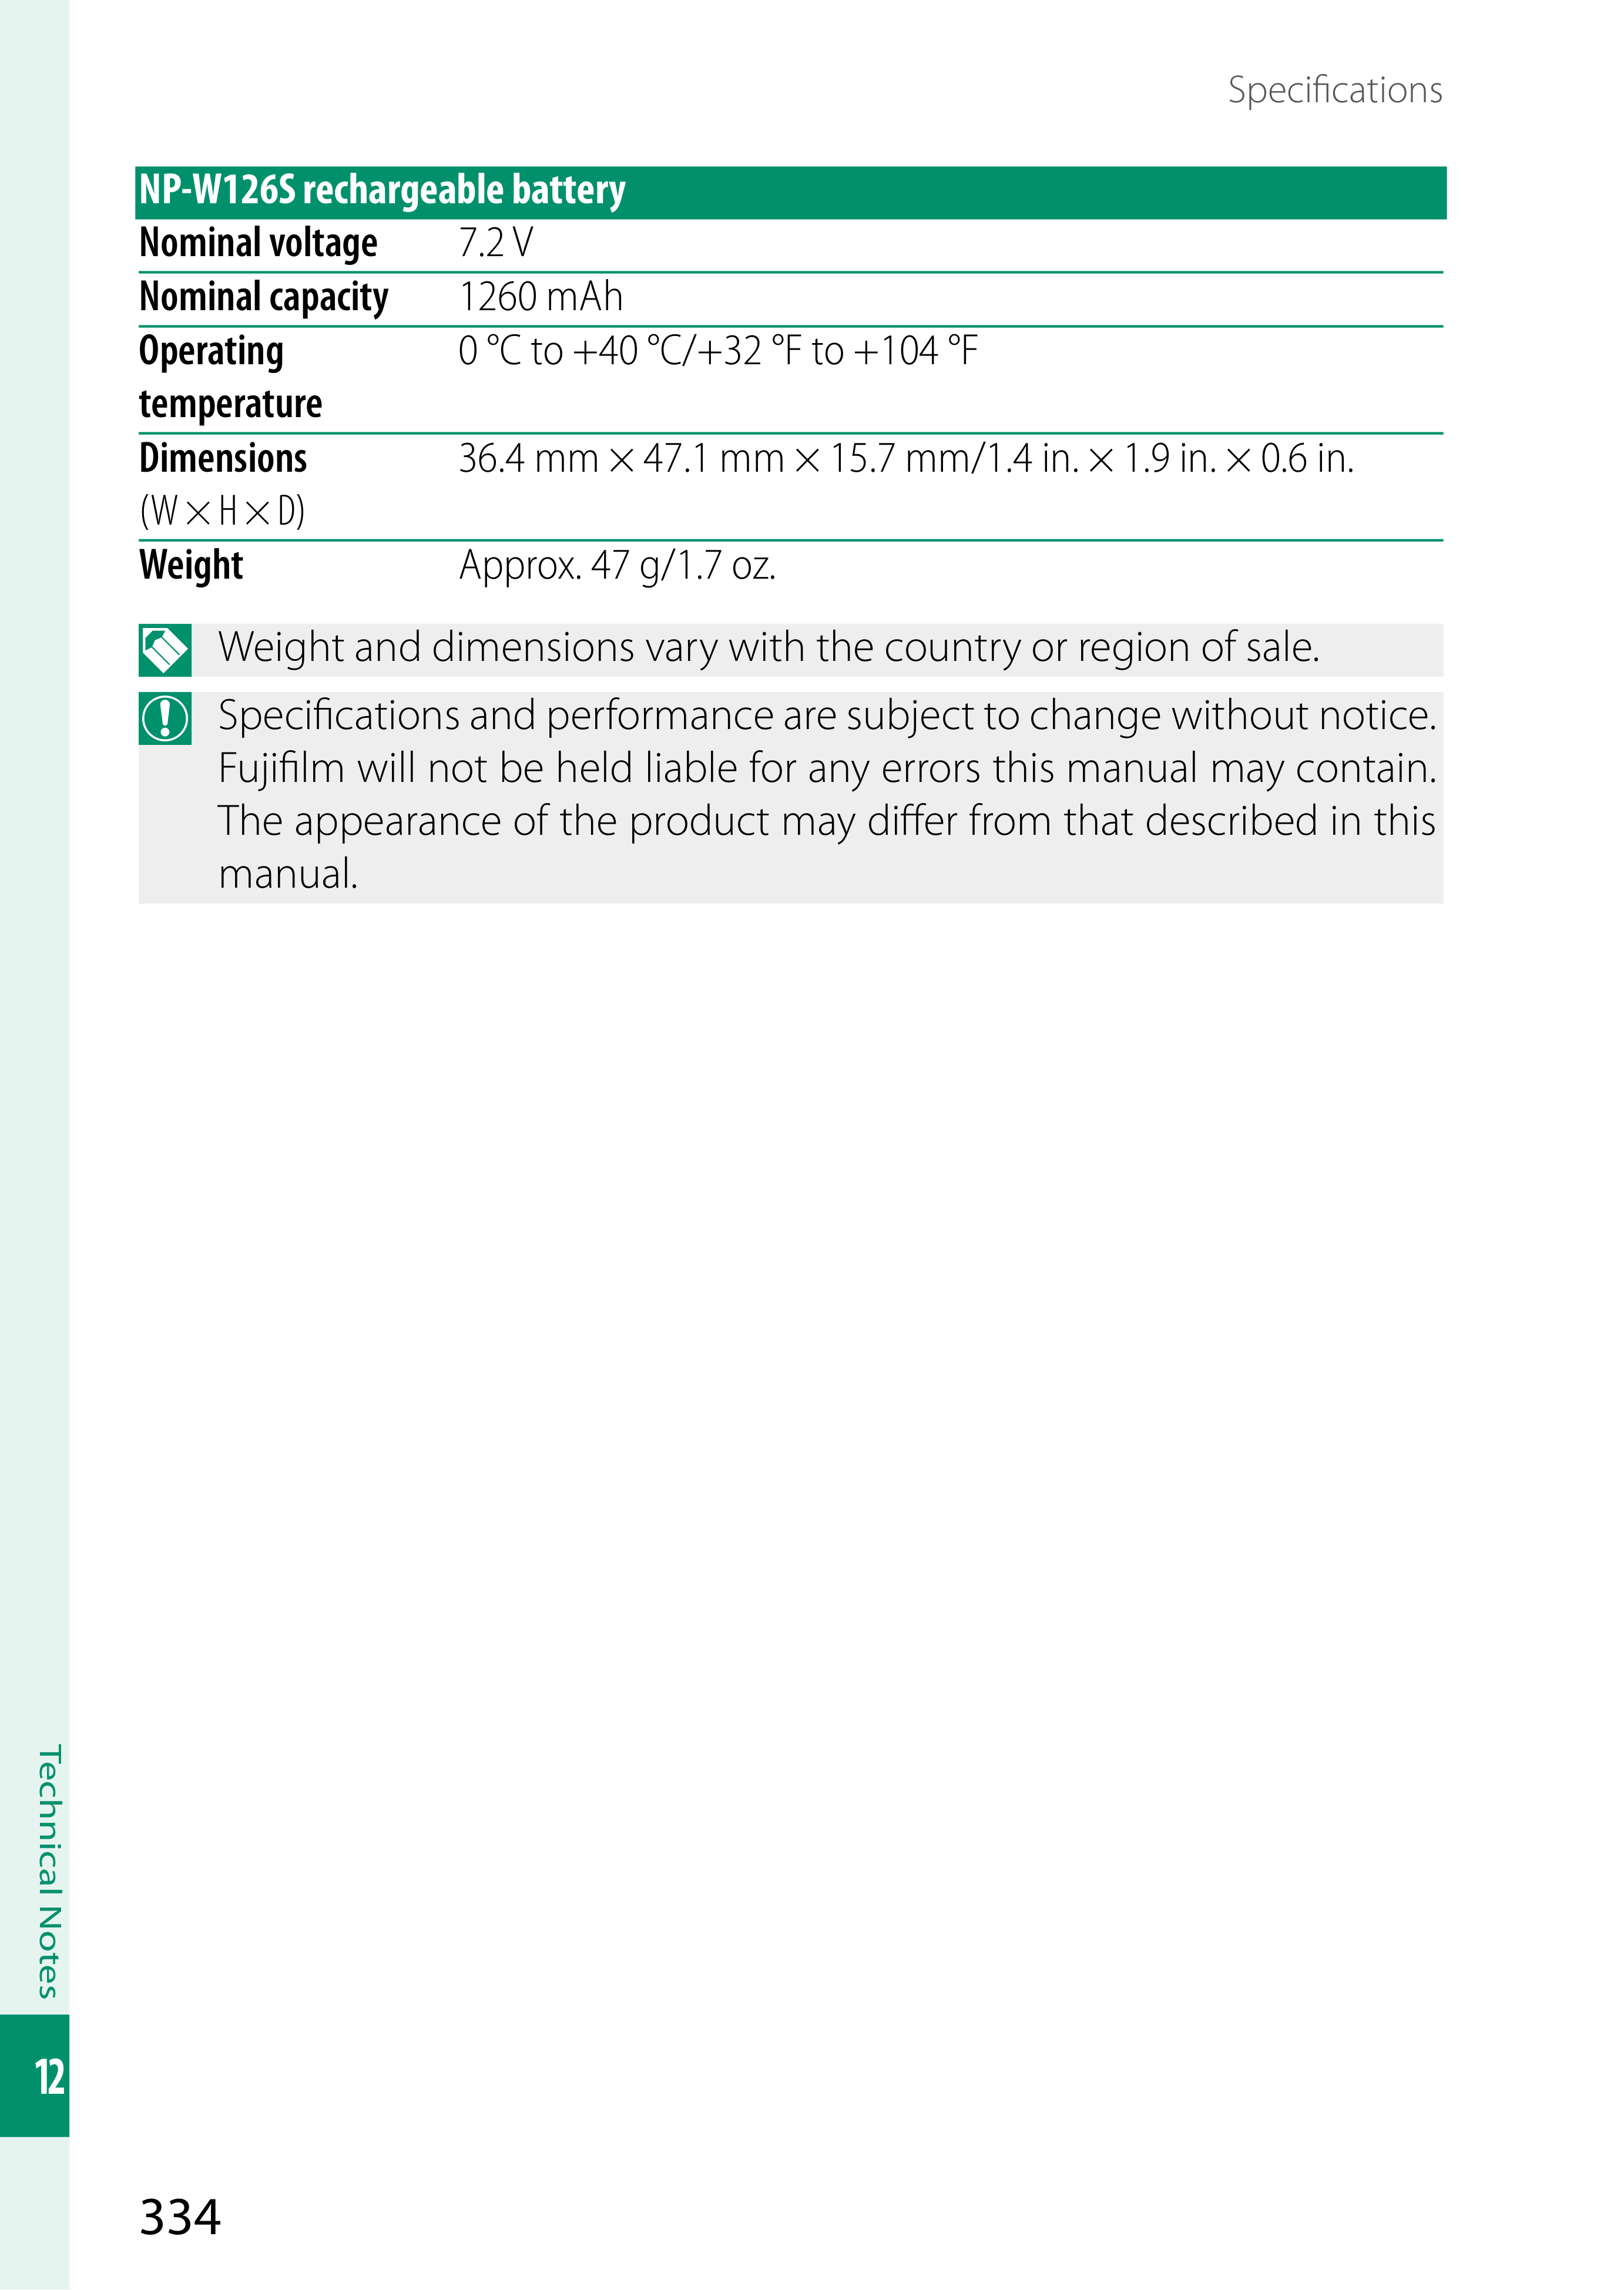 Specifications
NP-W126S rechargeable battery
Nominal voltage 7.2 V
Nominal capacity 1260 mAh
Operating temperature 0 °C to +40 °C/+32 °F to +104 °F
Dimensions (W × H × D) 36.4 mm × 47.1 mm × 15.7 mm/1.4 in. × 1.9 in. × 0.6 in.
Weight Approx. 47 g/1.7 oz.
Weight and dimensions vary with the country or region of sale.
Specifications and performance are subject to change without notice.
Fujifilm will not be held liable for any errors this manual may contain.
The appearance of the product may differ from that described in this
manual.
Technical Notes
12
334